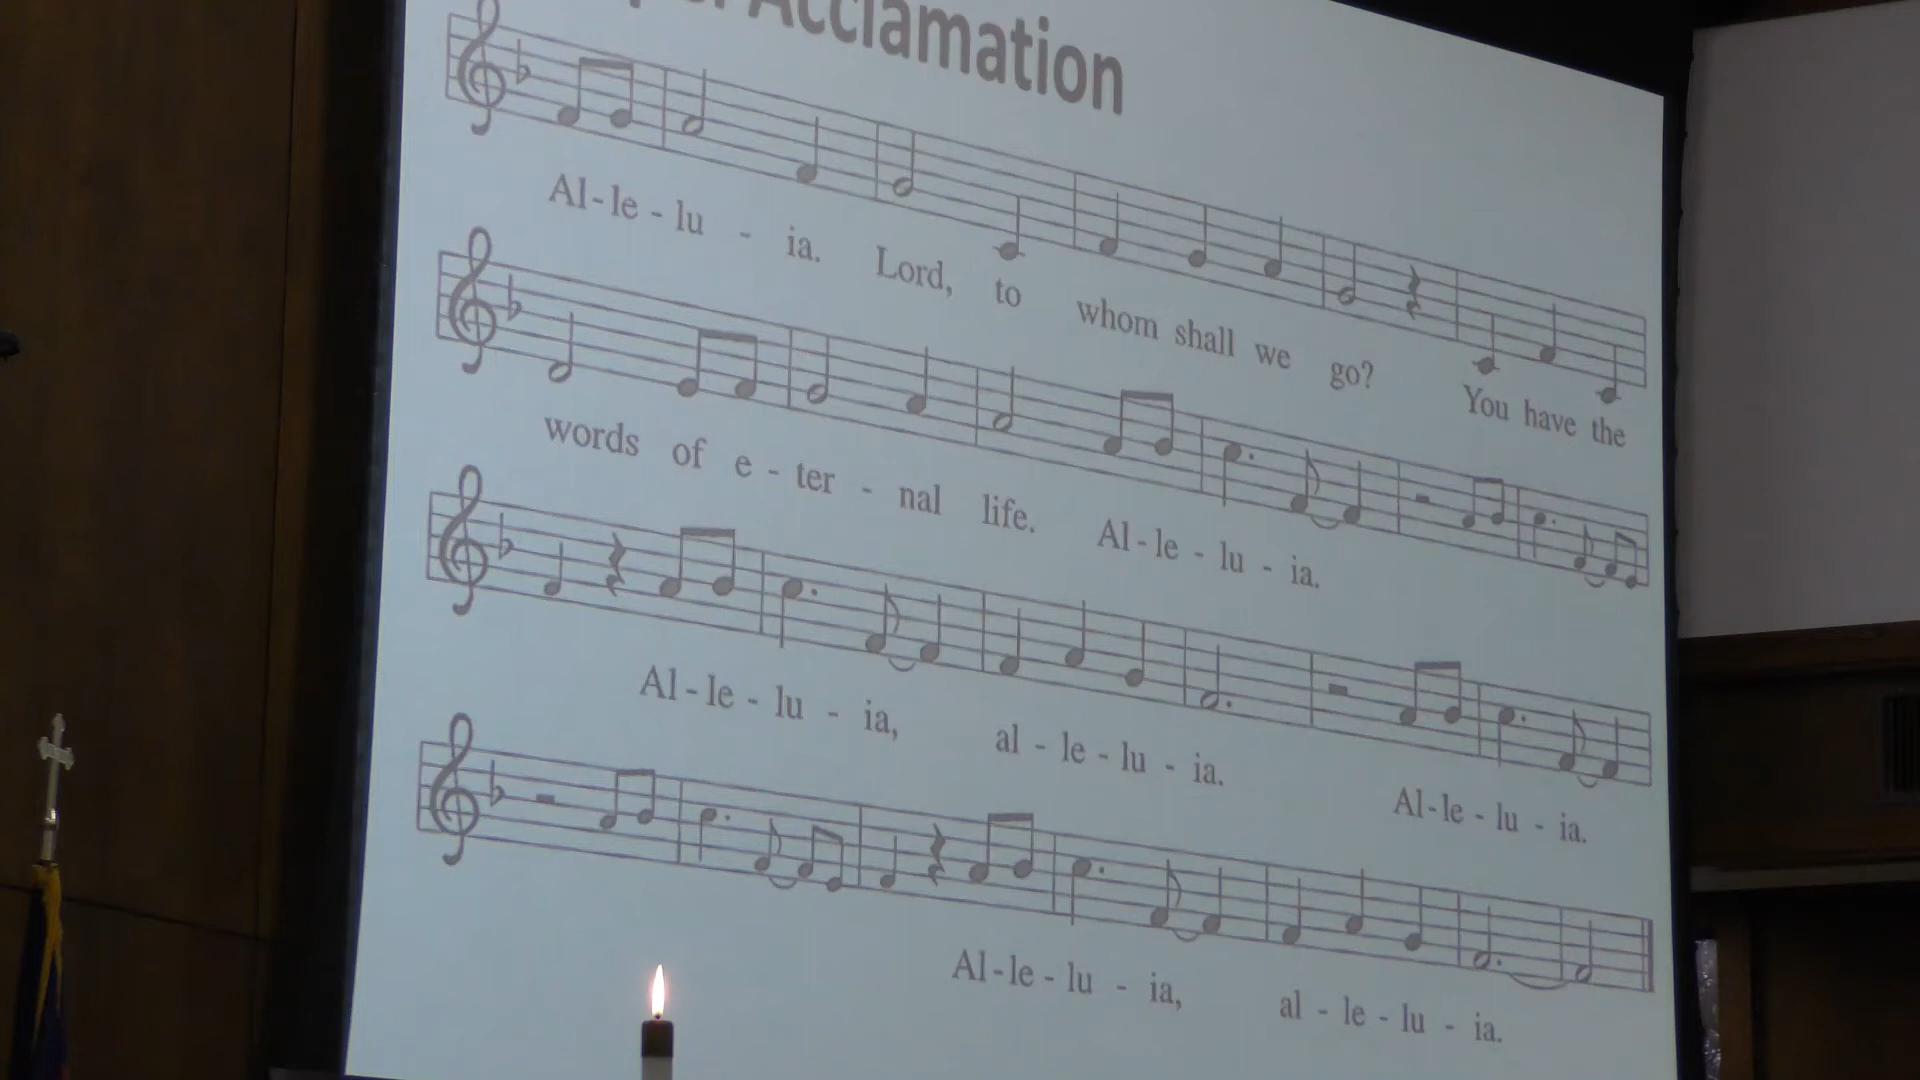 Acclamation
Al-le - lu - ia. Lord, to whom shall we go? You have the
words of e - ter - nal life. Al-le - lu - ia.
Al-le - lu - ia, al - le - lu - ia. Al-le - lu - ia.
Al-le - lu - ia, al - le - lu - ia.